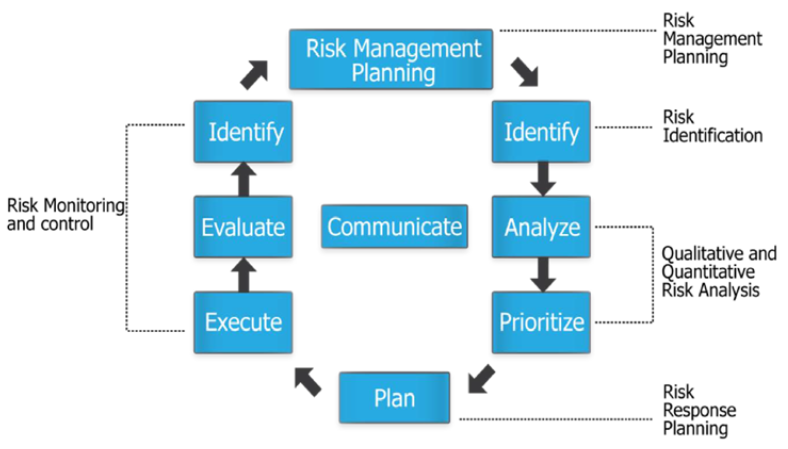 Risk Management
Planning
Risk
Management
Planning
Identify
Identify
Risk
Identification
Risk Monitoring
and control
Evaluate
Communicate
Analyze
Qualitative and
Quantitative
Risk Analysis
Execute
Prioritize
Plan
Risk
Response
Planning